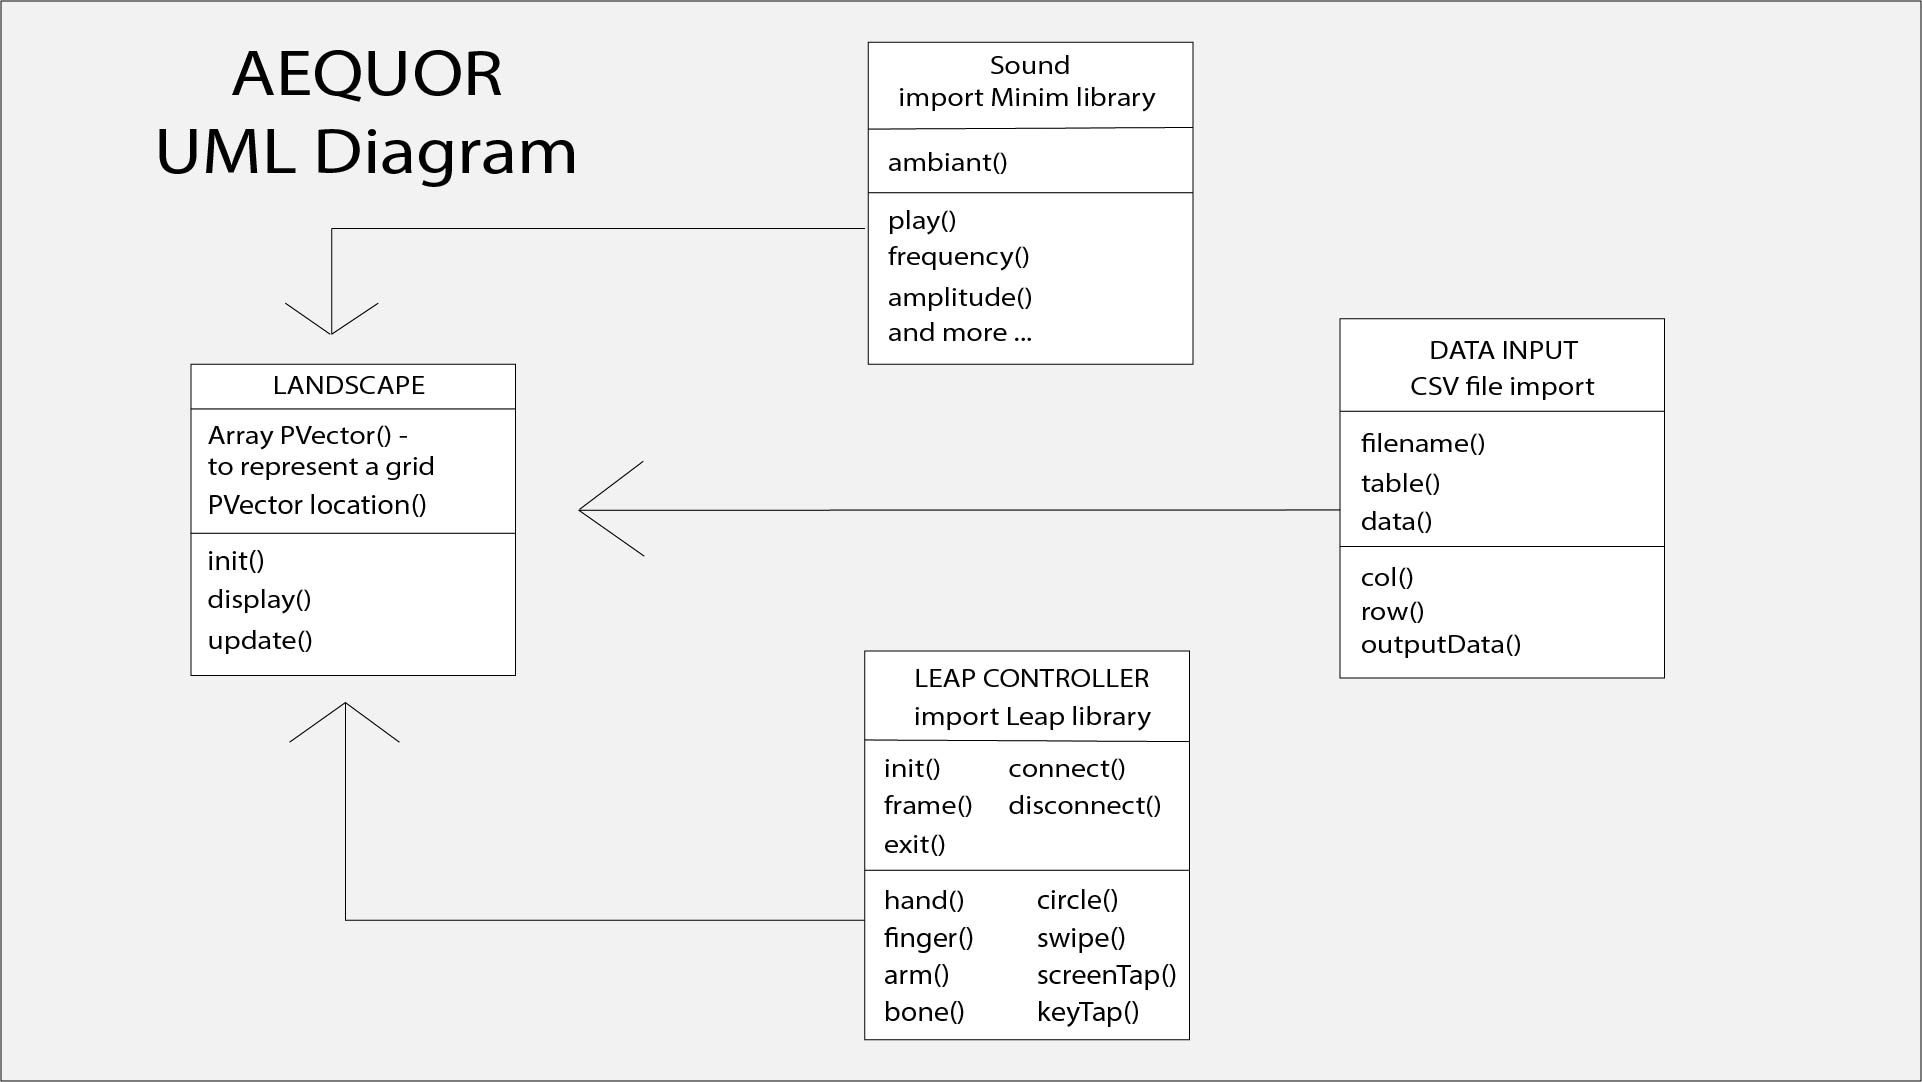 AEQUOR
UML Diagram
Sound
import Minim library
ambiant()
play()
frequency()
amplitude()
and more ...
LANDSCAPE
Array PVector() -
to represent a grid
PVector location()
init()
display()
update()
DATA INPUT
CSV file import
filename()
table()
data()
col()
row()
outputData()
LEAP CONTROLLER
import Leap library
init() connect()
frame() disconnect()
exit()
hand() circle()
finger() swipe()
arm() screenTap()
bone() keyTap()